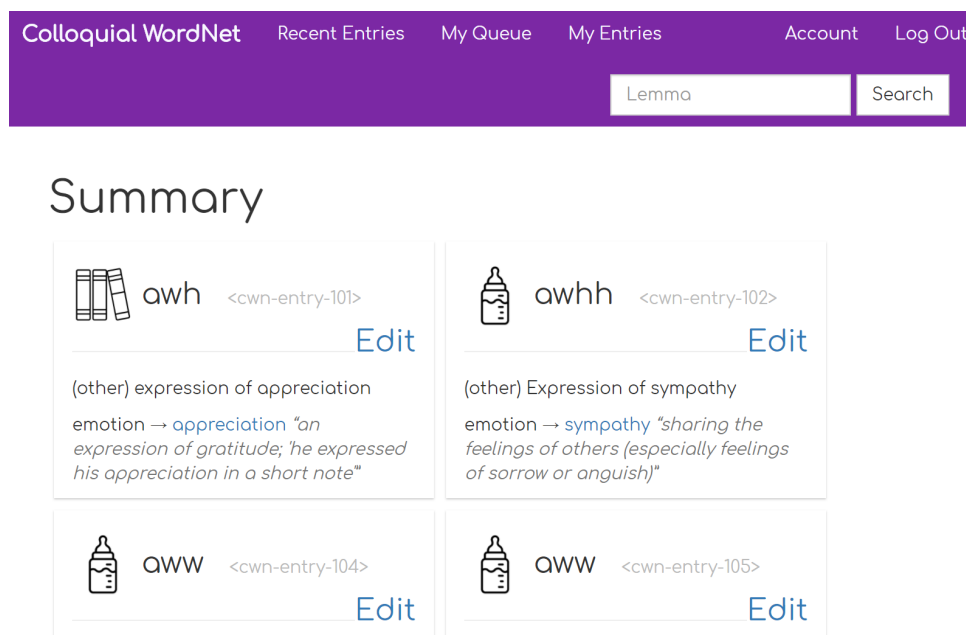 Colloquial WordNet Recent Entries My Queue My Entries Account Log Out
Lemma Search
Summary
awh <cwn-entry-101>
Edit
(other) expression of appreciation
emotion → appreciation “an
expression of gratitude; 'he expressed
his appreciation in a short note'”
awhh <cwn-entry-102>
Edit
(other) Expression of sympathy
emotion → sympathy “sharing the
feelings of others (especially feelings
of sorrow or anguish)”
aww <cwn-entry-104>
Edit
aww <cwn-entry-105>
Edit